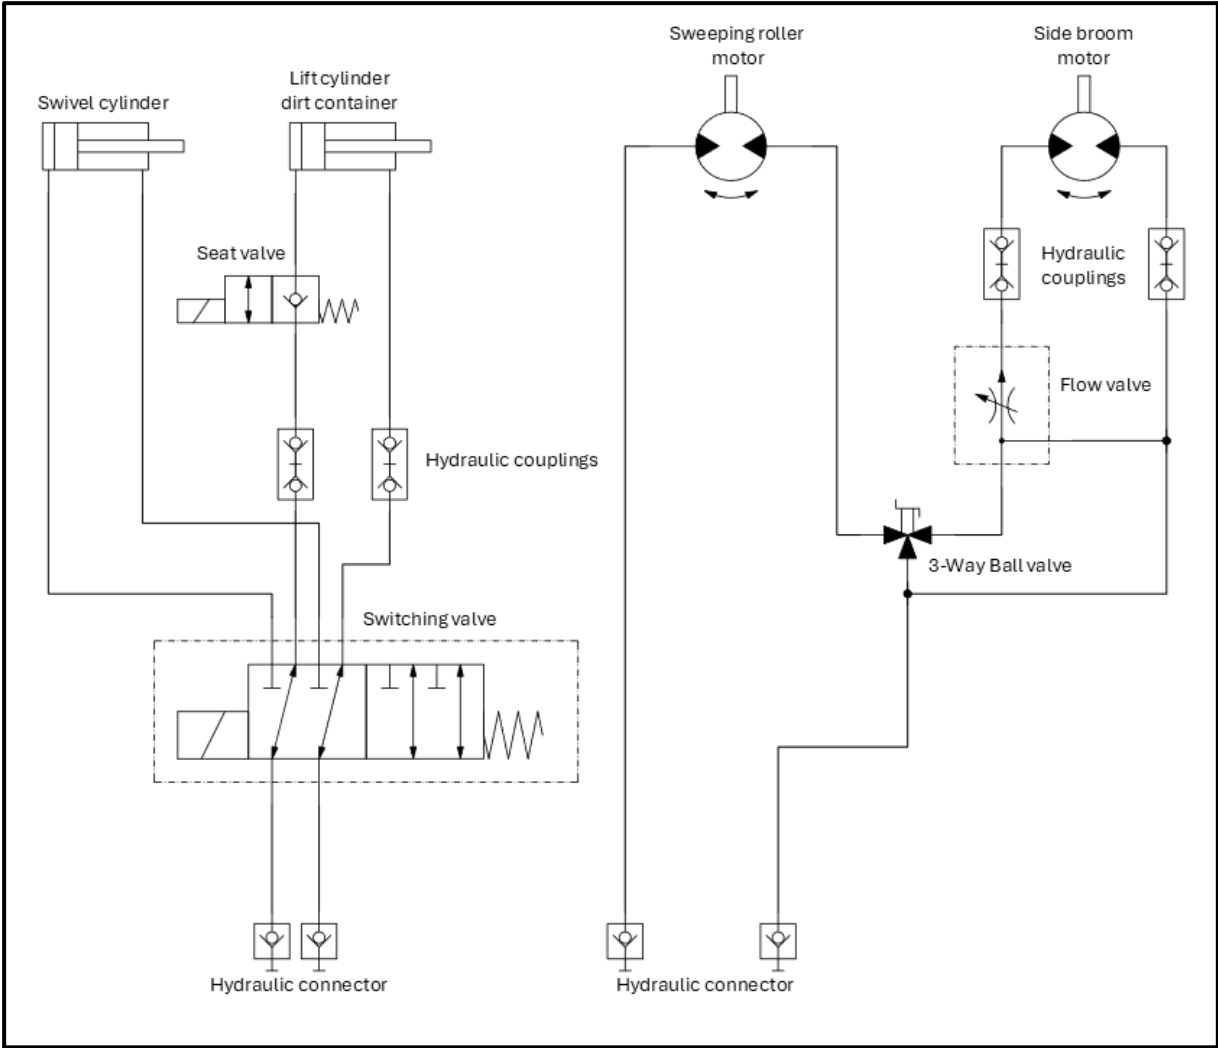 Sweeping roller
motor
Side broom
motor
Lift cylinder
dirt container
Swivel cylinder
Seat valve
Hydraulic
couplings
Flow valve
Hydraulic couplings
3-Way Ball valve
Switching valve
Hydraulic connector
Hydraulic connector